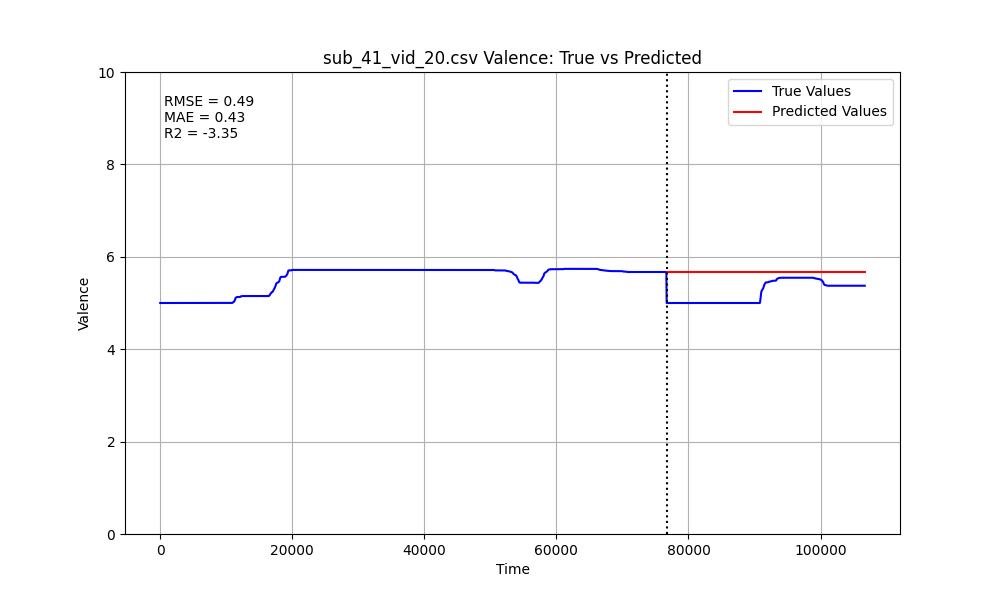 sub_41_vid_20.csv Valence: True vs Predicted
10
8
6
4
2
0
Valence
RMSE = 0.49
MAE = 0.43
R2 = -3.35
True Values
Predicted Values
0 20000 40000 60000 80000 100000
Time